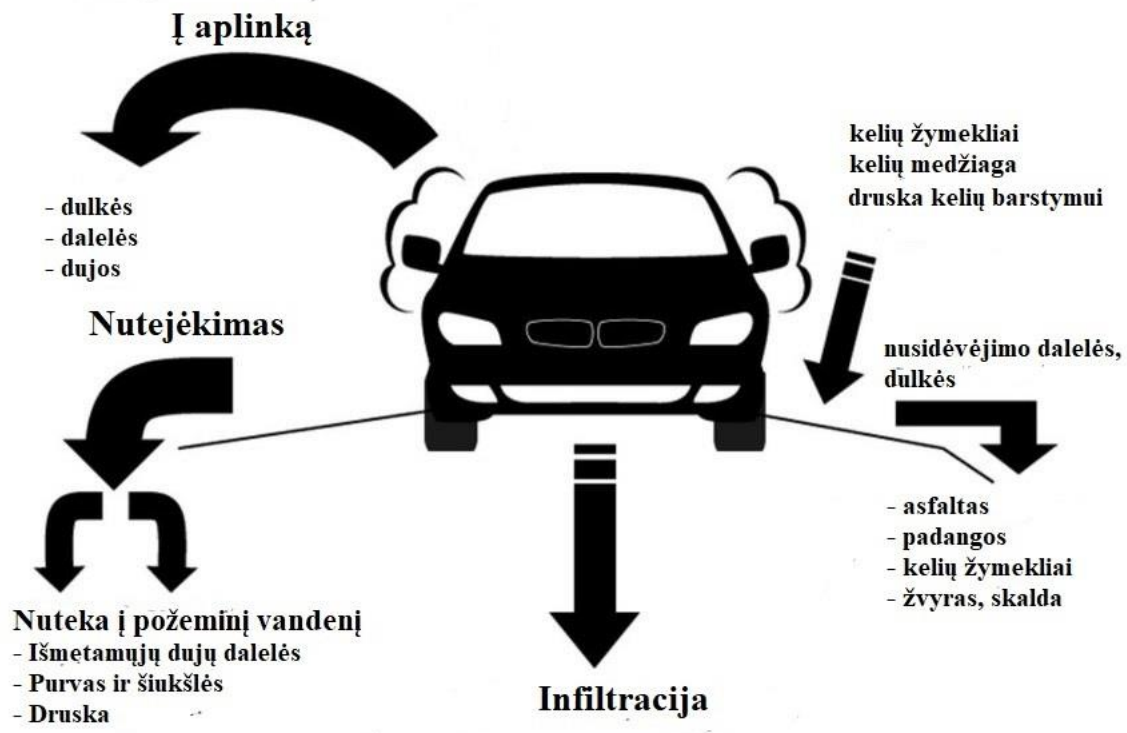 Į aplinką
- dulkės
- dalelės
- dujos
kelių žymekliai
kelių medžiaga
druska kelių barstymui
Nutejėkimas
nusidėvėjimo dalelės,
dulkės
- asfaltas
- padangos
- kelių žymekliai
- žvyras, skalda
Nuteka į požeminį vandenį
- Išmetamųjų dujų dalelės
- Purvas ir šiukšlės
- Druska
Infiltracija